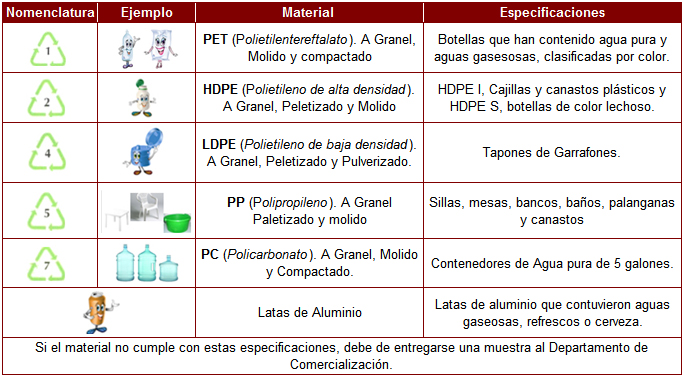 Nomenclatura Ejemplo Material Especificaciones
1
PET (Polietilentereftalato). A Granel,
Molido y compactado
Botellas que han contenido agua pura y
aguas gasesosas, clasificadas por color.
2
HDPE (Polietileno de alta densidad).
A Granel, Peletizado y Molido
HDPE I, Cajillas y canastos plásticos y
HDPE S, botellas de color lechoso.
4
LDPE (Polietileno de baja densidad).
A Granel, Peletizado y Pulverizado.
Tapones de Garrafones.
5
PP (Polipropileno). A Granel
Paletizado y molido
Sillas, mesas, bancos, baños, palanganas
y canastos
7
PC (Policarbonato). A Granel, Molido
y Compactado.
Contenedores de Agua pura de 5 galones.
Latas de Aluminio
Latas de aluminio que contuvieron aguas
gaseosas, refrescos o cerveza.
Si el material no cumple con estas especificaciones, debe de entregarse una muestra al Departamento de
Comercialización.